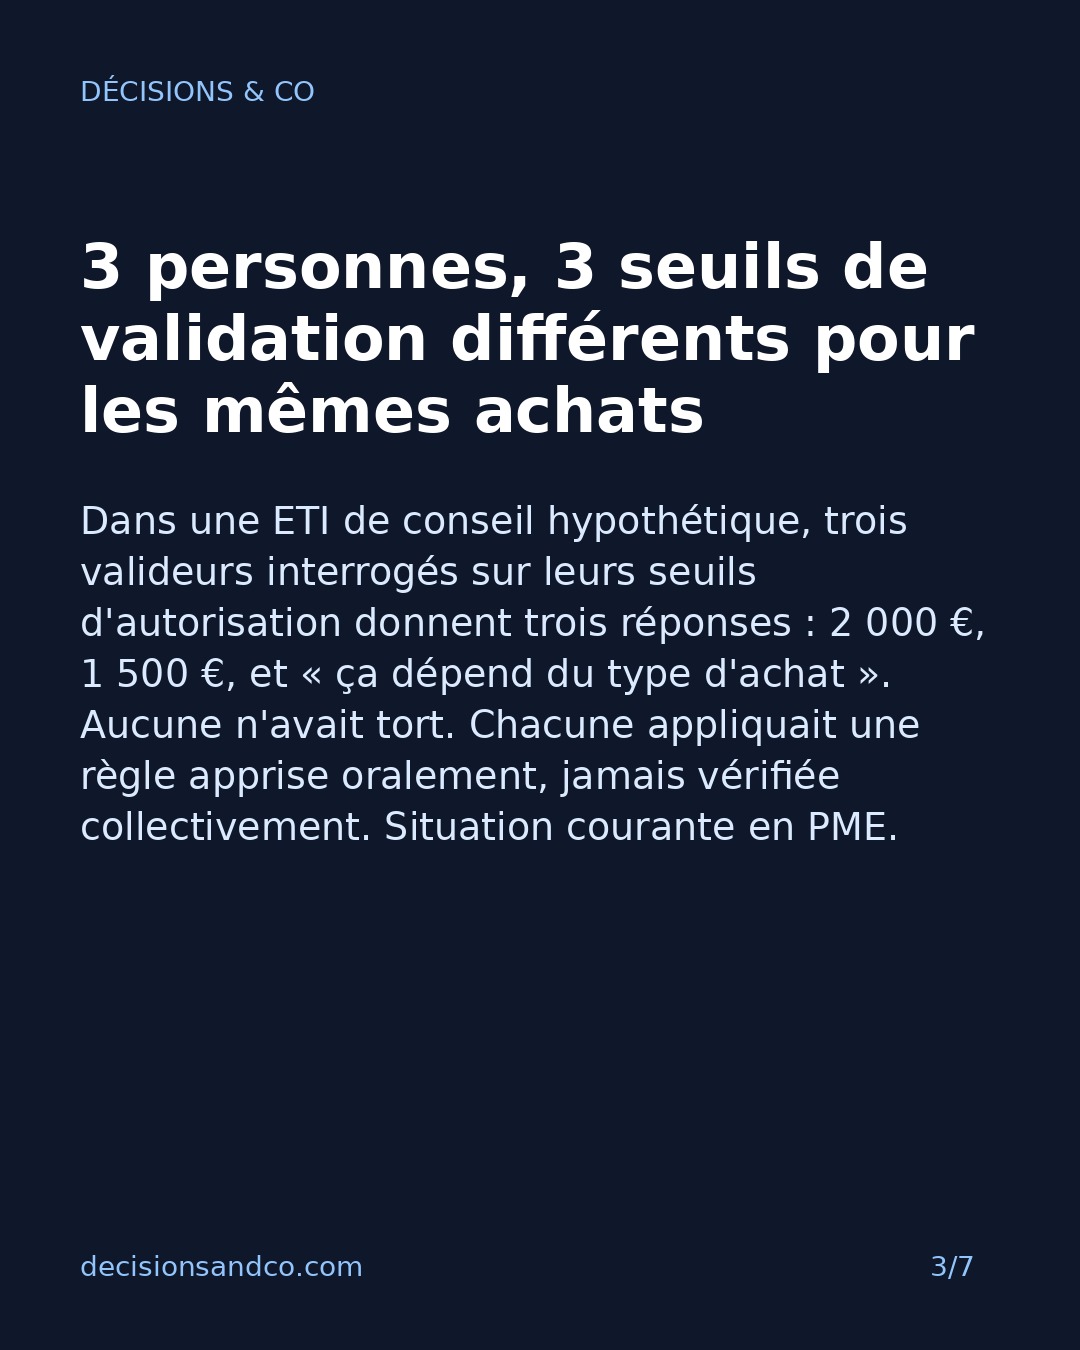 DÉCISIONS & CO
3 personnes, 3 seuils de
validation différents pour
les mêmes achats
Dans une ETI de conseil hypothétique, trois
valideurs interrogés sur leurs seuils
d'autorisation donnent trois réponses : 2 000 €,
1 500 €, et « ça dépend du type d'achat ».
Aucune n'avait tort. Chacune appliquait une
règle apprise oralement, jamais vérifiée
collectivement. Situation courante en PME.
decisionsandco.com
3/7